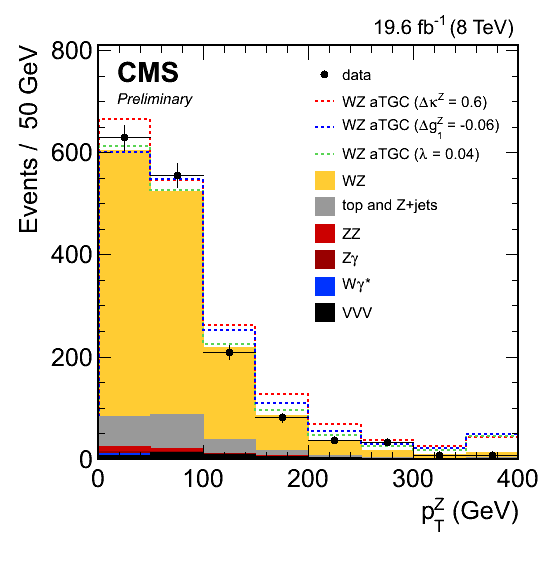 19.6 fb⁻¹ (8 TeV)
CMS
Preliminary
data
WZ aTGC (Δκᶻ = 0.6)
WZ aTGC (Δg₁ᶻ = -0.06)
WZ aTGC (λ = 0.04)
WZ
top and Z+jets
ZZ
Zγ
Wγ*
VVV
Events / 50 GeV
800
600
400
200
0
0 100 200 300 400
p_T^Z (GeV)